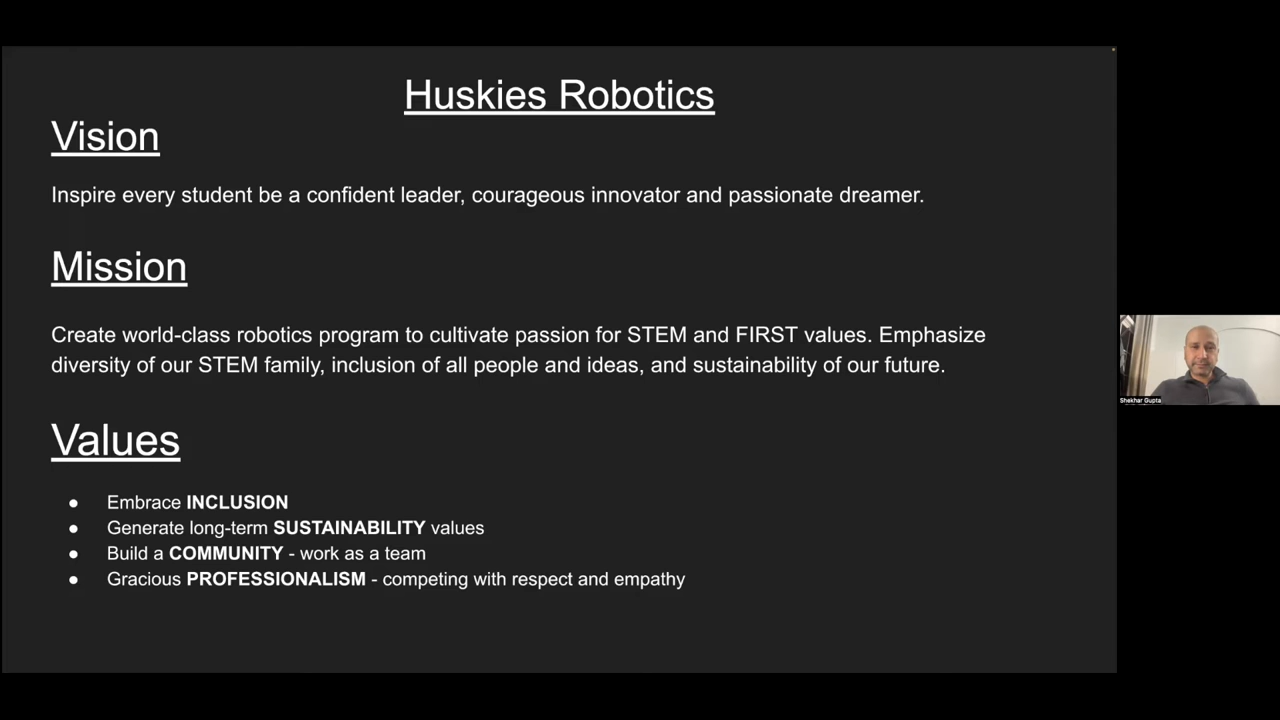 Huskies Robotics
Vision
Inspire every student be a confident leader, courageous innovator and passionate dreamer.
Mission
Create world-class robotics program to cultivate passion for STEM and FIRST values. Emphasize
diversity of our STEM family, inclusion of all people and ideas, and sustainability of our future.
Values
● Embrace INCLUSION
● Generate long-term SUSTAINABILITY values
● Build a COMMUNITY - work as a team
● Gracious PROFESSIONALISM - competing with respect and empathy
Shekhar Gupta